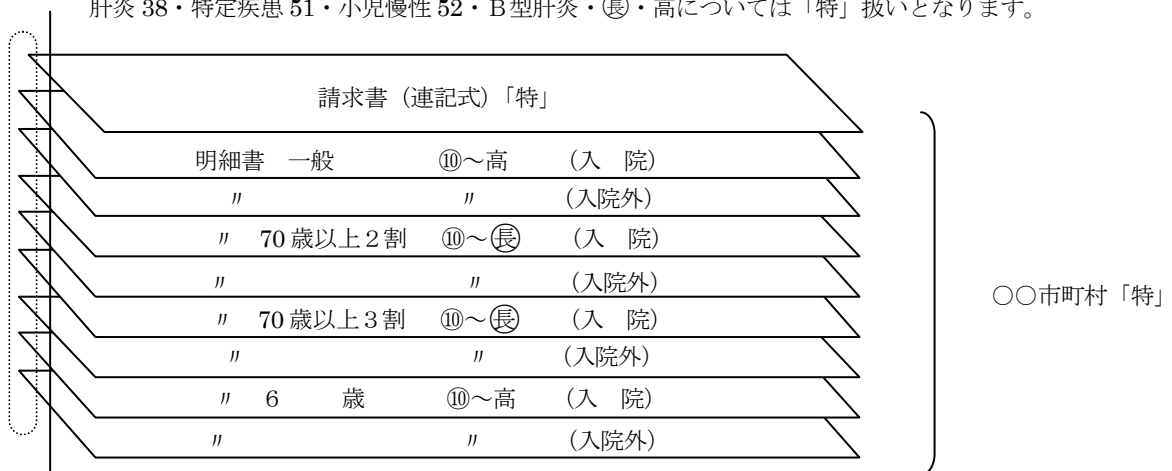 肝炎 38・特定疾患 51・小児慢性 52・Ｂ型肝炎・㊑・高については「特」扱いとなります。
請求書（連記式）「特」
明細書　一般　⑩～高　（入　院）
〃　〃　（入院外）
〃　70 歳以上２割　⑩～長　（入　院）
〃　〃　（入院外）
〃　70 歳以上３割　⑩～長　（入　院）
〃　〃　（入院外）
〃　６　歳　⑩～高　（入　院）
〃　〃　（入院外）
○○市町村「特」